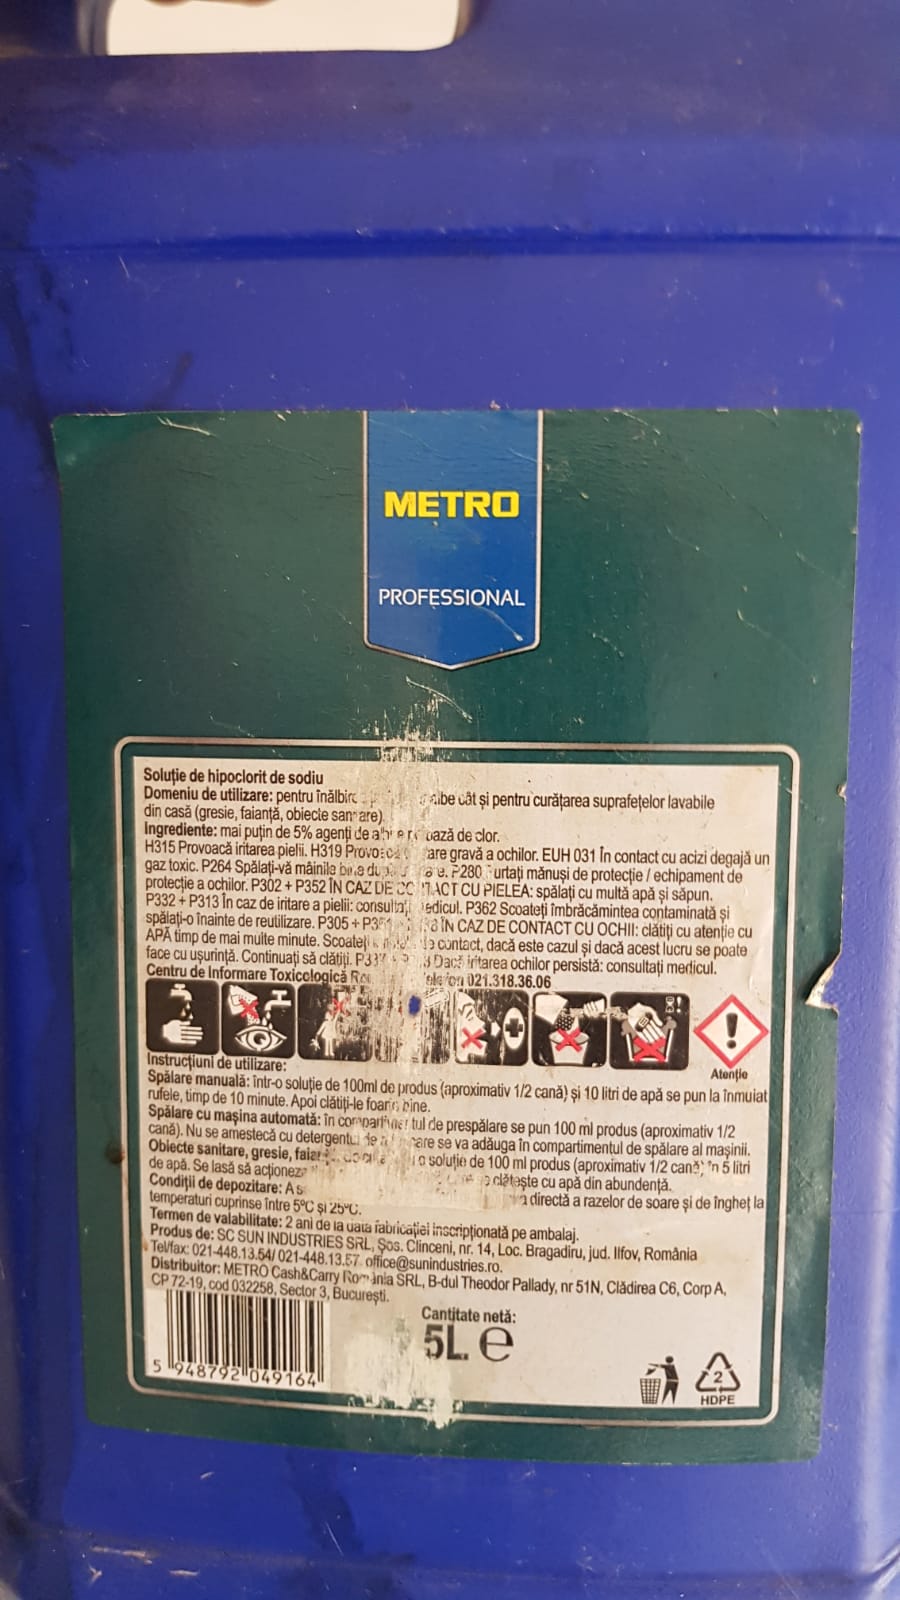 METRO
PROFESSIONAL
Soluție de hipoclorit de sodiu
Domeniu de utilizare: pentru albe cât și pentru curățarea suprafețelor lavabile
din casă (gresie, faianță, obiecte sanitare).
Ingrediente: mai puțin de 5% agenți de bază de clor.
H315 Provoacă iritarea pielii. H319 gravă a ochilor. EUH 031 În contact cu acizi degajă un
gaz toxic. P264 Spălați-vă mâinile bine P280 Purtați mănuși de protecție / echipament de
protecție a ochilor. P302 + P352 ÎN CAZ DE CONTACT CU PIELEA: spălați cu multă apă și săpun.
P332 + P313 În caz de iritare a pielii: consultați medicul. P362 Scoateți îmbrăcămintea contaminată și
spălați-o înainte de reutilizare. P305 + ÎN CAZ DE CONTACT CU OCHII: clătiți cu atenție cu
APĂ timp de mai multe minute. Scoateți de contact, dacă este cazul și dacă acest lucru se poate
face cu ușurință. Continuați să clătiți. Dacă iritarea ochilor persistă: consultați medicul.
Centru de Informare Toxicologică telefon 021.318.36.06
Atenție
Instrucțiuni de utilizare:
Spălare manuală: într-o soluție de 100ml de produs (aproximativ 1/2 cană) și 10 litri de apă se pun la înmuiat
rufele, timp de 10 minute. Apoi clătiți-le foarte bine.
Spălare cu mașina automată: în compartimentul de prespălare se pun 100 ml produs (aproximativ 1/2
cană). Nu se amestecă cu detergentul de care se va adăuga în compartimentul de spălare al mașinii.
Obiecte sanitare, gresie, o soluție de 100 ml produs (aproximativ 1/2 cană) în 5 litri
de apă. Se lasă să acționeze clătește cu apă din abundență.
Condiții de depozitare: directă a razelor de soare și de îngheț la
temperaturi cuprinse între 5°C și 25°C.
Termen de valabilitate: 2 ani de la data fabricației inscripționată pe ambalaj.
Produs de: SC SUN INDUSTRIES SRL, Șos. Clinceni, nr. 14, Loc. Bragadiru, jud. Ilfov, România
Tel/fax: 021-448.13.54/ 021-448.13.57. office@sunindustries.ro.
Distribuitor: METRO Cash&Carry România SRL, B-dul Theodor Pallady, nr 51N, Clădirea C6, Corp A,
CP 72-19, cod 032258, Sector 3, București.
Cantitate netă:
5L e
5 948792 049164
2
HDPE